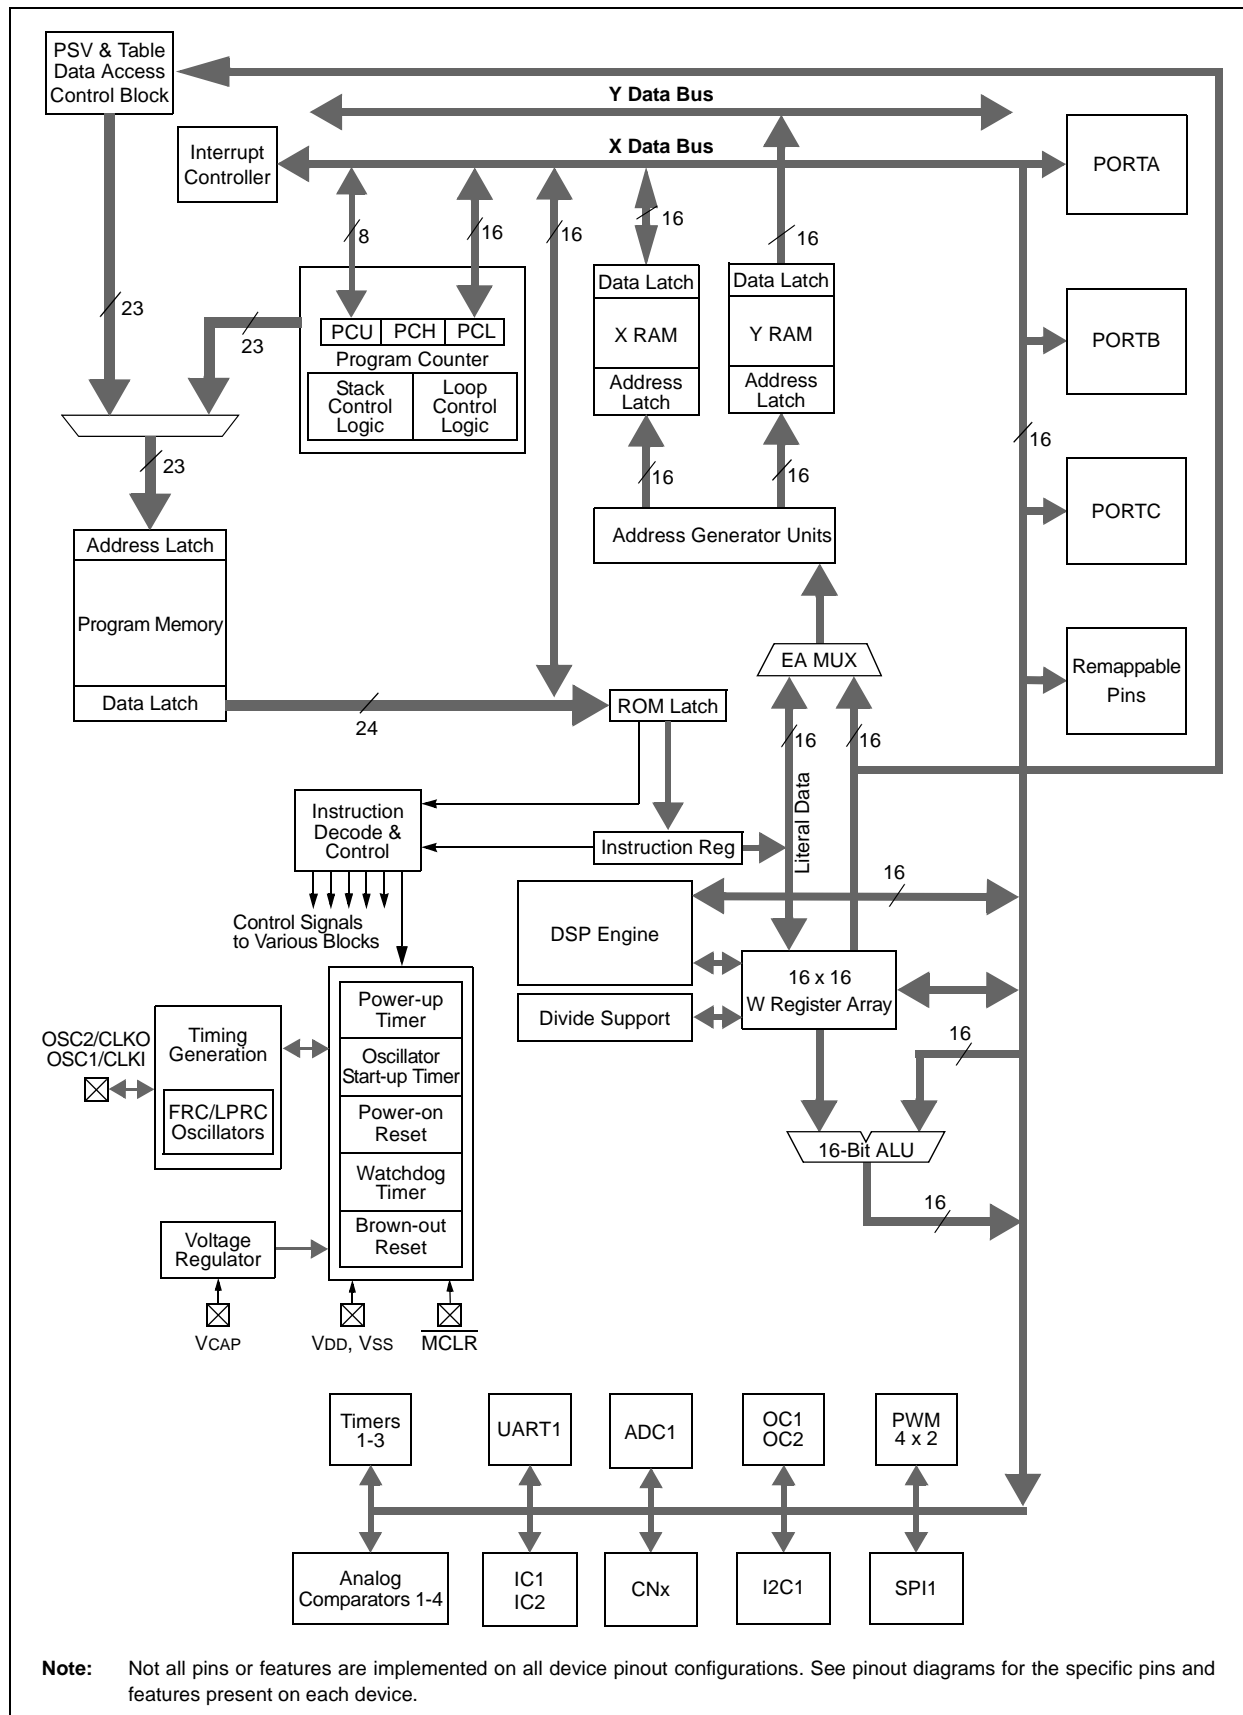 PSV & Table
Data Access
Control Block
Y Data Bus
X Data Bus
Interrupt
Controller
PORTA
8
16
16
16
16
23
23
Data Latch
X RAM
Address
Latch
Data Latch
Y RAM
Address
Latch
PCU PCH PCL
Program Counter
Stack
Control
Logic
Loop
Control
Logic
PORTB
16
23
16
16
Address Latch
Program Memory
Data Latch
Address Generator Units
PORTC
EA MUX
Remappable
Pins
24
ROM Latch
16
16
Literal Data
Instruction
Decode &
Control
Instruction Reg
Control Signals
to Various Blocks
16
DSP Engine
16 x 16
W Register Array
Divide Support
16
16-Bit ALU
16
OSC2/CLKO
OSC1/CLKI
Timing
Generation
FRC/LPRC
Oscillators
Power-up
Timer
Oscillator
Start-up Timer
Power-on
Reset
Watchdog
Timer
Brown-out
Reset
Voltage
Regulator
VCAP
VDD, VSS
MCLR
Timers
1-3
UART1
ADC1
OC1
OC2
PWM
4 x 2
Analog
Comparators 1-4
IC1
IC2
CNx
I2C1
SPI1
Note: Not all pins or features are implemented on all device pinout configurations. See pinout diagrams for the specific pins and
features present on each device.